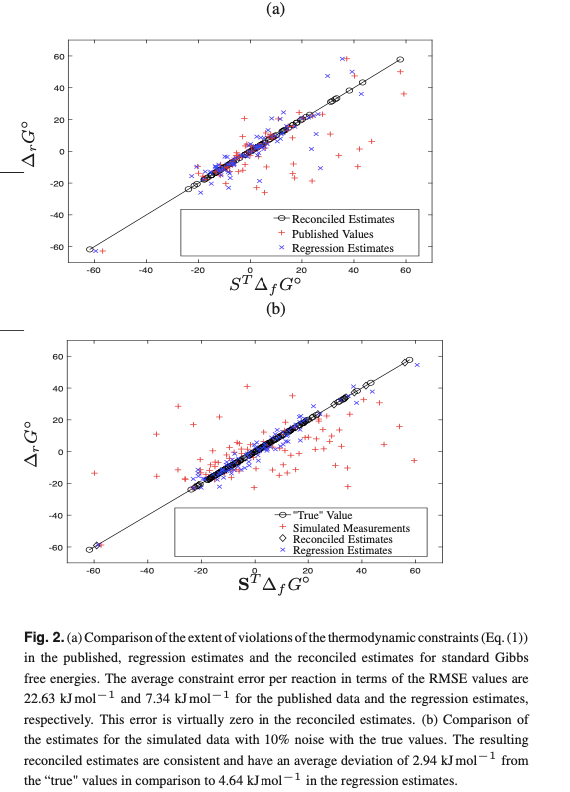 (a)
60
40
20
0
-20
-40
-60
Δ_rG°
-60 -40 -20 0 20 40 60
S^T Δ_fG°
Reconciled Estimates
Published Values
Regression Estimates
(b)
60
40
20
0
-20
-40
-60
Δ_rG°
-60 -40 -20 0 20 40 60
S^T Δ_fG°
"True" Value
Simulated Measurements
Reconciled Estimates
Regression Estimates
Fig. 2. (a) Comparison of the extent of violations of the thermodynamic constraints (Eq. (1))
in the published, regression estimates and the reconciled estimates for standard Gibbs
free energies. The average constraint error per reaction in terms of the RMSE values are
22.63 kJ mol⁻¹ and 7.34 kJ mol⁻¹ for the published data and the regression estimates,
respectively. This error is virtually zero in the reconciled estimates. (b) Comparison of
the estimates for the simulated data with 10% noise with the true values. The resulting
reconciled estimates are consistent and have an average deviation of 2.94 kJ mol⁻¹ from
the “true" values in comparison to 4.64 kJ mol⁻¹ in the regression estimates.